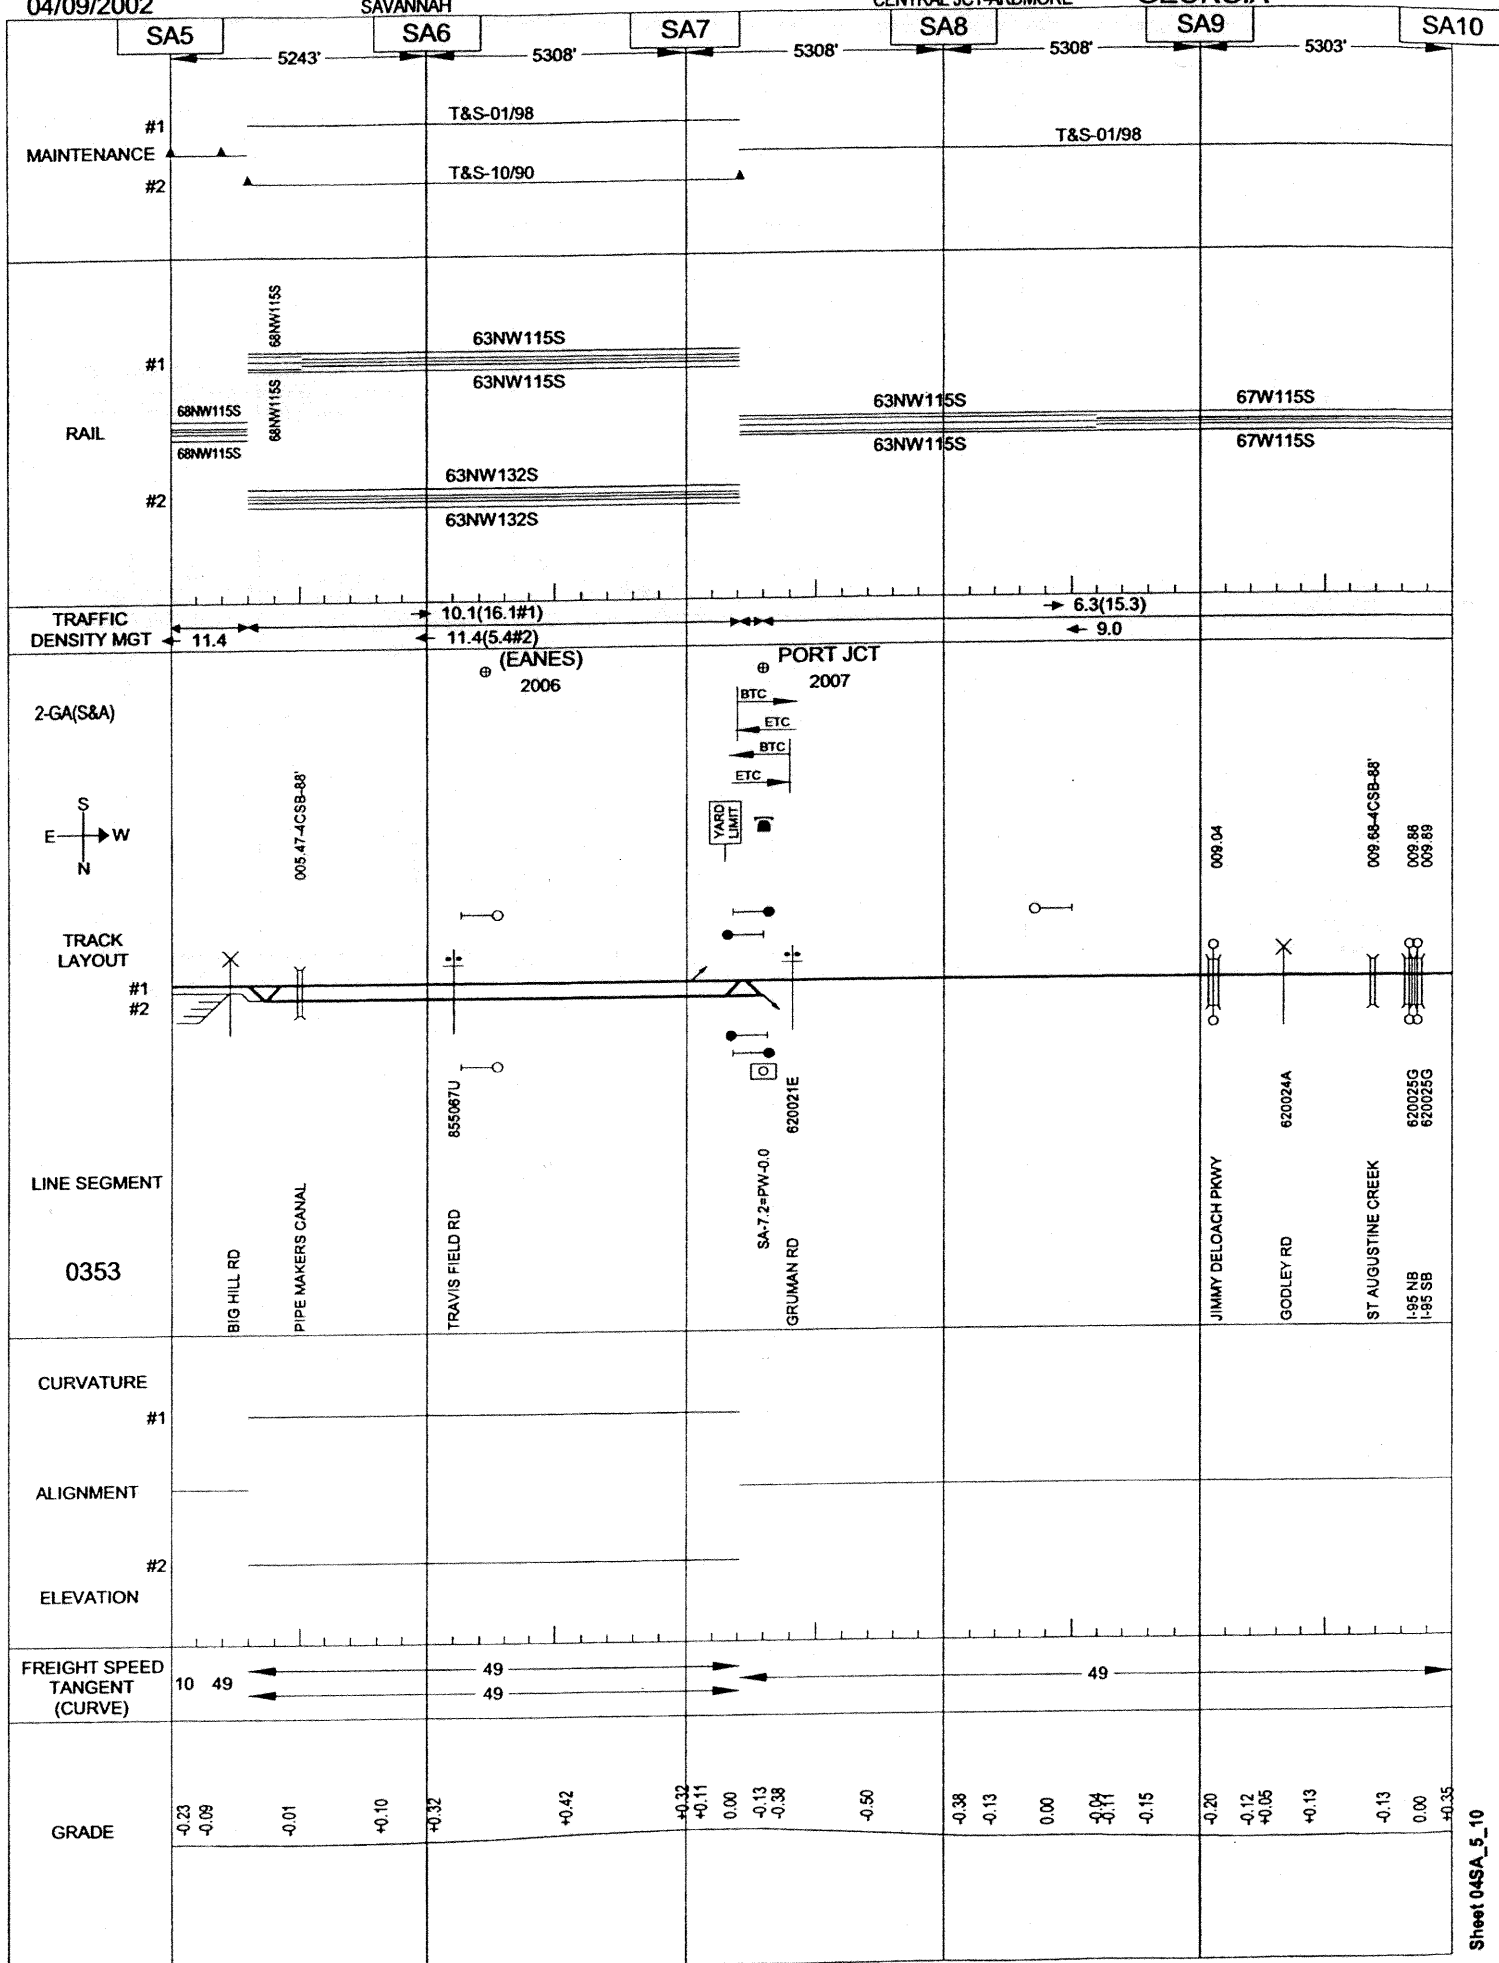 04/09/2002
SAVANNAH
CENTRAL JCT-ARDMORE
GEORGIA
SA5 SA6 SA7 SA8 SA9 SA10
5243' 5308' 5308' 5308' 5303'
#1
T&S-01/98
MAINTENANCE
T&S-01/98
#2
T&S-10/90
68NW115S
63NW115S
#1
63NW115S
68NW115S
68NW115S
63NW115S
67W115S
RAIL
68NW115S
63NW115S
67W115S
63NW132S
#2
63NW132S
TRAFFIC
DENSITY MGT
11.4
10.1(16.1#1)
11.4(5.4#2)
6.3(15.3)
9.0
(EANES)
2006
PORT JCT
2007
2-GA(S&A)
BTC
ETC
BTC
ETC
YARD
LIMIT
S
E W
N
005.47-4CSB-88'
009.04
009.68-4CSB-88'
009.86
009.89
TRACK
LAYOUT
#1
#2
855067U
620021E
620024A
620025G
620025G
LINE SEGMENT
0353
BIG HILL RD
PIPE MAKERS CANAL
TRAVIS FIELD RD
SA-7.2=PW-0.0
GRUMAN RD
JIMMY DELOACH PKWY
GODLEY RD
ST AUGUSTINE CREEK
I-95 NB
I-95 SB
CURVATURE
#1
ALIGNMENT
#2
ELEVATION
FREIGHT SPEED
TANGENT
(CURVE)
10 49
49
49
49
GRADE
-0.23
-0.09
-0.01
+0.10
+0.32
+0.42
+0.32
+0.11
0.00
-0.13
-0.38
-0.50
-0.38
-0.13
0.00
-0.04
-0.11
-0.15
-0.20
-0.12
+0.05
+0.13
-0.13
0.00
+0.35
Sheet 04SA_5_10